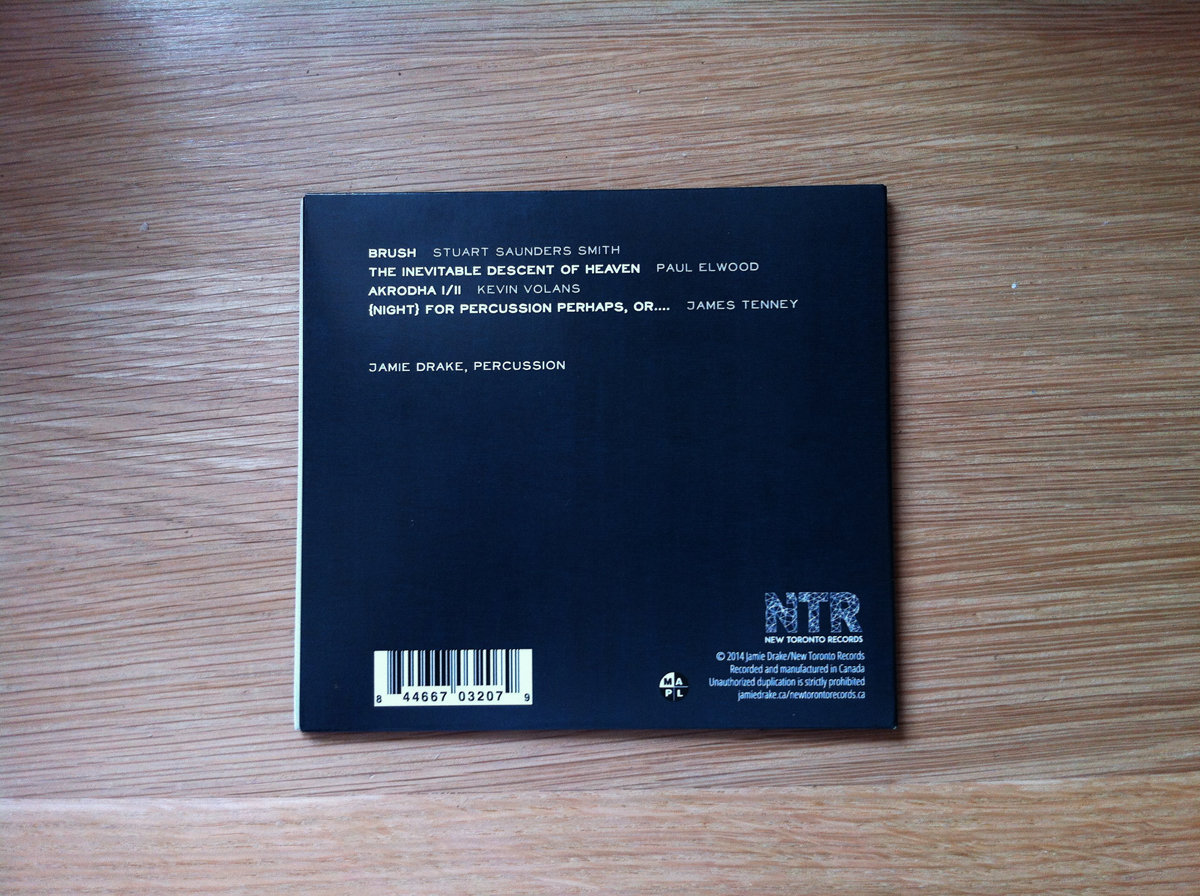 BRUSH STUART SAUNDERS SMITH
THE INEVITABLE DESCENT OF HEAVEN PAUL ELWOOD
AKRODHA I/II KEVIN VOLANS
{NIGHT} FOR PERCUSSION PERHAPS, OR.... JAMES TENNEY
JAMIE DRAKE, PERCUSSION
NTR
NEW TORONTO RECORDS
© 2014 Jamie Drake/New Toronto Records
Recorded and manufactured in Canada
Unauthorized duplication is strictly prohibited
jamiedrake.ca/newtorontorecords.ca
MA
PL
8 44667 03207 9